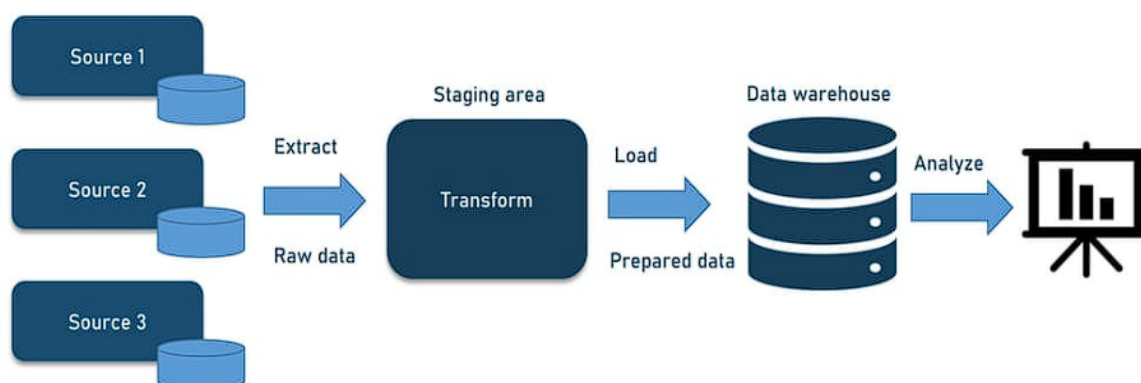 Source 1
Source 2
Source 3
Extract
Raw data
Staging area
Transform
Load
Prepared data
Data warehouse
Analyze